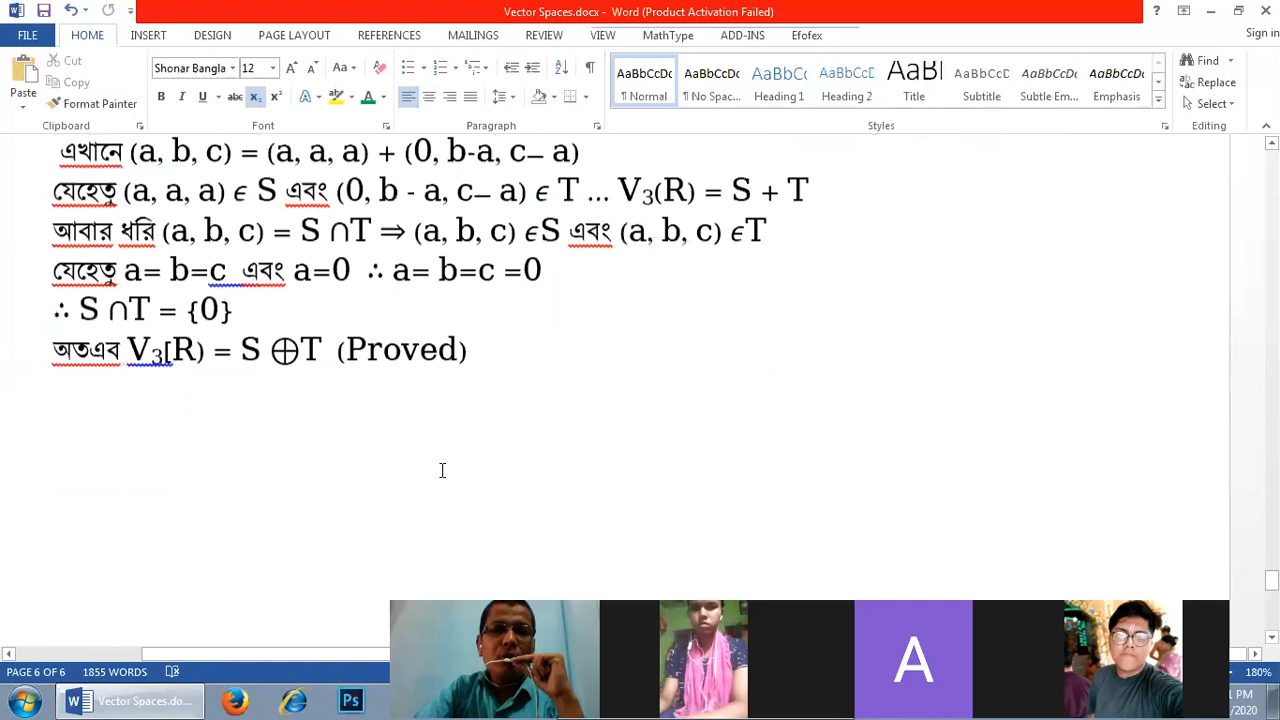 Vector Spaces.docx - Word (Product Activation Failed)
FILE HOME INSERT DESIGN PAGE LAYOUT REFERENCES MAILINGS REVIEW VIEW MathType ADD-INS Efofex Sign in
Paste Cut Copy Format Painte
Shonar Bangla 12
AaBbCcDc AaBbCcDc AaBbCc AaBbCcC AaBl AaBbCcD AaBbCcDc AaBbCcDc
¶ Normal ¶ No Spac... Heading 1 Heading 2 Title Subtitle Subtle Em... Emphasis
Find Replace Select
Clipboard Font Paragraph Styles Editing
এখানে (a, b, c) = (a, a, a) + (0, b-a, c– a)
যেহেতু (a, a, a) ϵ S এবং (0, b - a, c– a) ϵ T ... V₃(R) = S + T
আবার ধরি (a, b, c) = S ∩T ⇒ (a, b, c) ϵS এবং (a, b, c) ϵT
যেহেতু a= b=c এবং a=0 ∴ a= b=c =0
∴ S ∩T = {0}
অতএব V₃[R) = S ⊕T (Proved)
A
PAGE 6 OF 6 1855 WORDS 180%
Vector Spaces.do... Ps